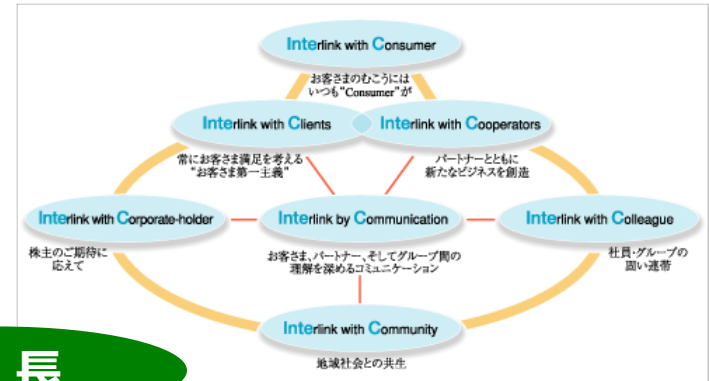 Interlink with Consumer
お客さまのむこうには
いつも“Consumer”が
Interlink with Clients
Interlink with Cooperators
常にお客さま満足を考える
“お客さま第一主義”
パートナーとともに
新たなビジネスを創造
Interlink with Corporate-holder
Interlink by Communication
Interlink with Colleague
株主のご期待に
応えて
お客さま、パートナー、そしてグループ間の
理解を深めるコミュニケーション
社員・グループの
固い連帯
Interlink with Community
地域社会との共生
長